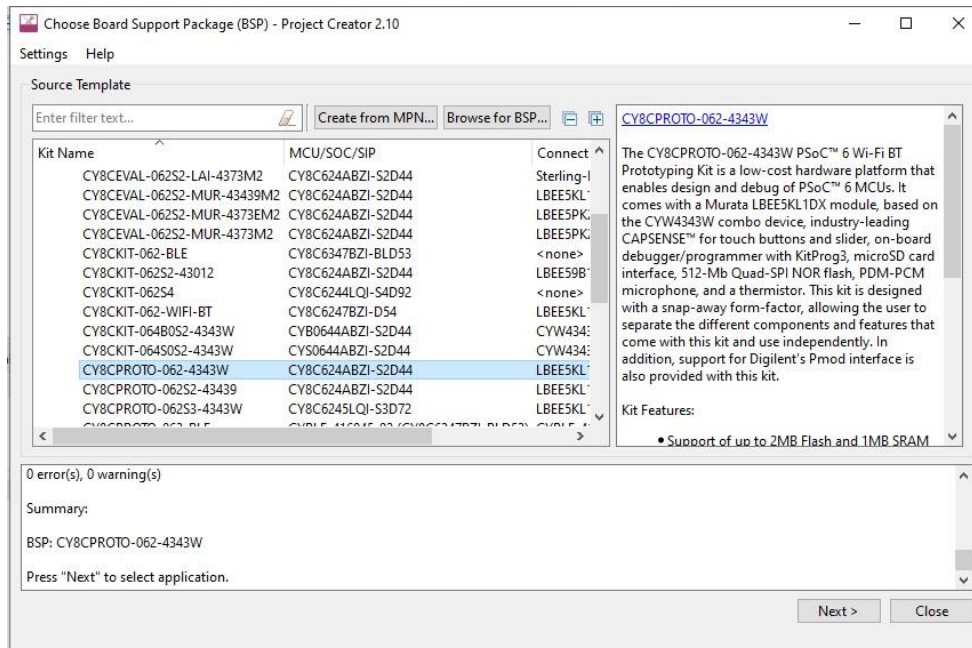 Choose Board Support Package (BSP) - Project Creator 2.10
Settings Help
Source Template
Enter filter text...
Create from MPN... Browse for BSP...
Kit Name MCU/SOC/SIP Connect
CY8CEVAL-062S2-LAI-4373M2 CY8C624ABZI-S2D44 Sterling-
CY8CEVAL-062S2-MUR-43439M2 CY8C624ABZI-S2D44 LBEE5KL
CY8CEVAL-062S2-MUR-4373EM2 CY8C624ABZI-S2D44 LBEE5PK
CY8CEVAL-062S2-MUR-4373M2 CY8C624ABZI-S2D44 LBEE5PK
CY8CKIT-062-BLE CY8C6347BZI-BLD53 <none>
CY8CKIT-062S2-43012 CY8C624ABZI-S2D44 LBEE59B
CY8CKIT-062S4 CY8C6244LQI-S4D92 <none>
CY8CKIT-062-WIFI-BT CY8C6247BZI-D54 LBEE5KL
CY8CKIT-064B0S2-4343W CYB0644ABZI-S2D44 CYW434
CY8CKIT-064S0S2-4343W CYS0644ABZI-S2D44 CYW434
CY8CPROTO-062-4343W CY8C624ABZI-S2D44 LBEE5KL
CY8CPROTO-062S2-43439 CY8C624ABZI-S2D44 LBEE5KL
CY8CPROTO-062S3-4343W CY8C6245LQI-S3D72 LBEE5KL
CY8CPROTO-062-4343W
The CY8CPROTO-062-4343W PSoC™ 6 Wi-Fi BT
Prototyping Kit is a low-cost hardware platform that
enables design and debug of PSoC™ 6 MCUs. It
comes with a Murata LBEE5KL1DX module, based on
the CYW4343W combo device, industry-leading
CAPSENSE™ for touch buttons and slider, on-board
debugger/programmer with KitProg3, microSD card
interface, 512-Mb Quad-SPI NOR flash, PDM-PCM
microphone, and a thermistor. This kit is designed
with a snap-away form-factor, allowing the user to
separate the different components and features that
come with this kit and use independently. In
addition, support for Digilent's Pmod interface is
also provided with this kit.
Kit Features:
• Support of up to 2MB Flash and 1MB SRAM
0 error(s), 0 warning(s)
Summary:
BSP: CY8CPROTO-062-4343W
Press "Next" to select application.
Next > Close